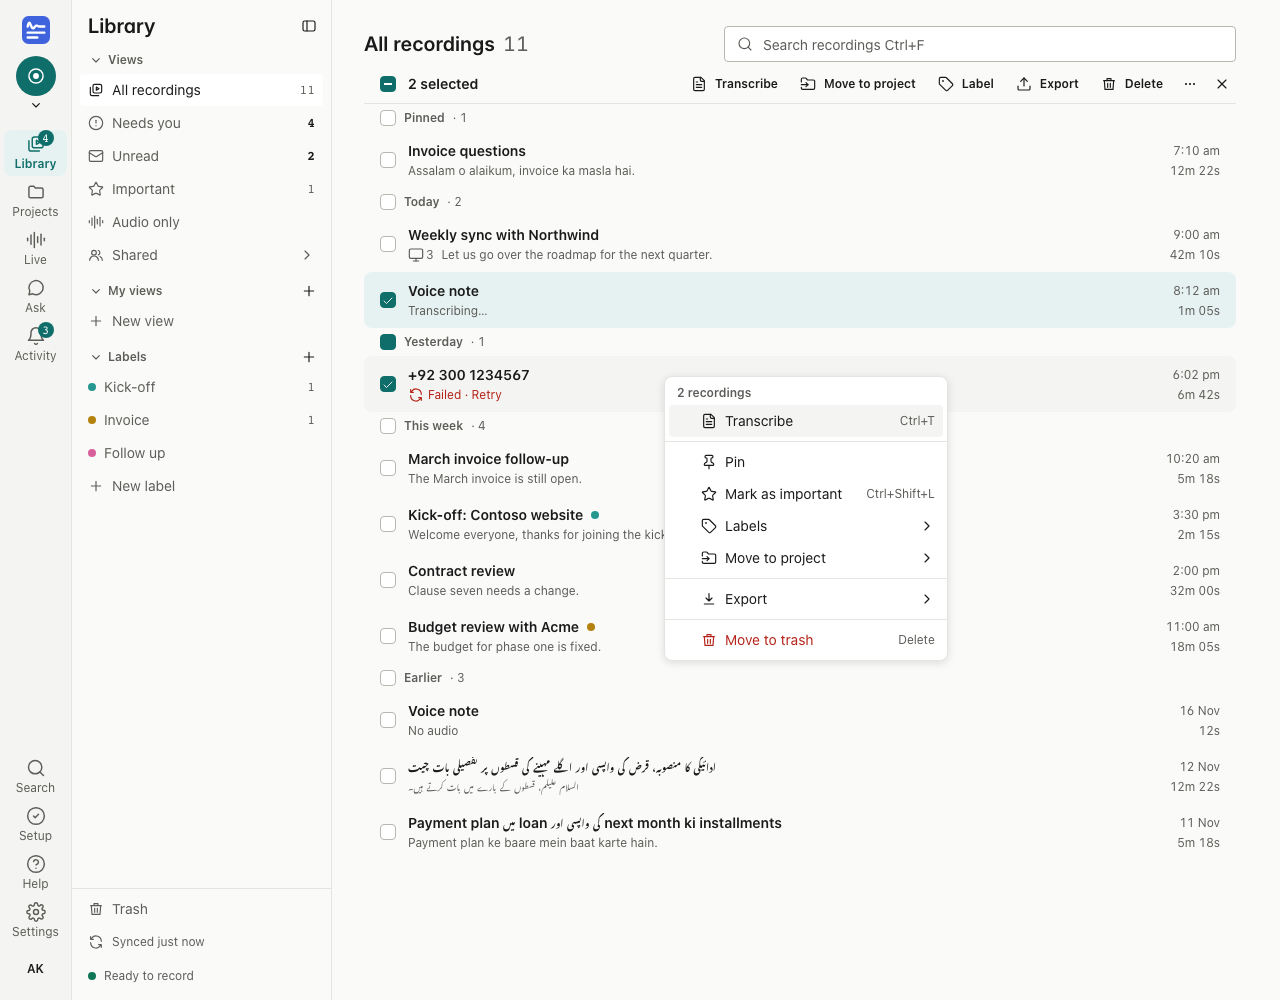 Library
Views
All recordings 11
Needs you 4
Unread 2
Important 1
Audio only
Shared
My views
New view
Labels
Kick-off 1
Invoice 1
Follow up
New label
Trash
Synced just now
Ready to record
4
Library
Projects
Live
Ask
3
Activity
Search
Setup
Help
Settings
AK
All recordings 11
Search recordings Ctrl+F
2 selected Transcribe Move to project Label Export Delete ···
Pinned · 1
Invoice questions 7:10 am
Assalam o alaikum, invoice ka masla hai. 12m 22s
Today · 2
Weekly sync with Northwind 9:00 am
3 Let us go over the roadmap for the next quarter. 42m 10s
Voice note 8:12 am
Transcribing... 1m 05s
Yesterday · 1
+92 300 1234567 6:02 pm
Failed · Retry 6m 42s
This week · 4
March invoice follow-up 10:20 am
The March invoice is still open. 5m 18s
Kick-off: Contoso website 3:30 pm
Welcome everyone, thanks for joining the kick 2m 15s
Contract review 2:00 pm
Clause seven needs a change. 32m 00s
Budget review with Acme 11:00 am
The budget for phase one is fixed. 18m 05s
Earlier · 3
Voice note 16 Nov
No audio 12s
ادائیگی کا منصوبہ، قرض کی واپسی اور اگلے مہینے کی قسطوں پر تفصیلی بات چیت 12 Nov
السلام علیکم، قسطوں کے بارے میں بات کرتے ہیں۔ 12m 22s
Payment plan میں loan کی واپسی اور next month ki installments 11 Nov
Payment plan ke baare mein baat karte hain. 5m 18s
2 recordings
Transcribe Ctrl+T
Pin
Mark as important Ctrl+Shift+L
Labels
Move to project
Export
Move to trash Delete